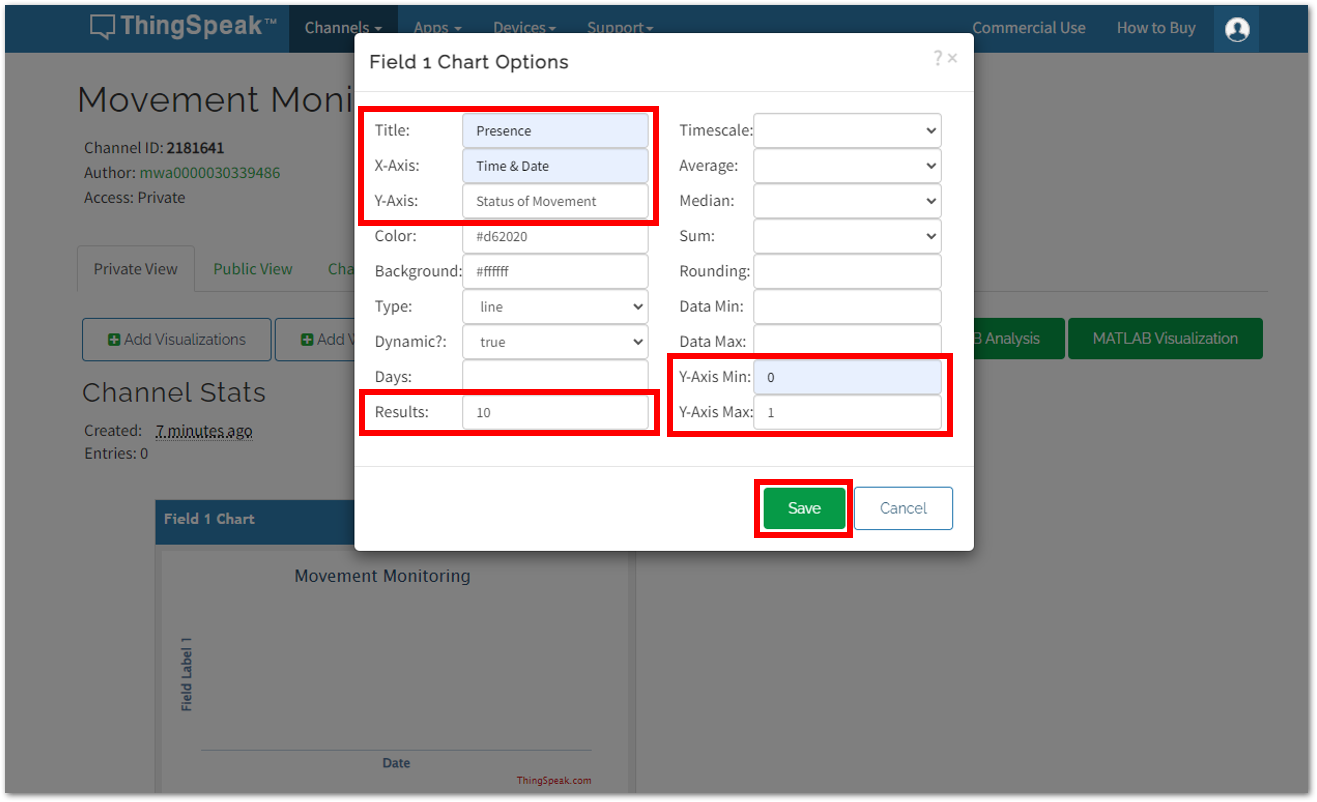 ThingSpeak™ Channels Apps Devices Support Commercial Use How to Buy
Movement Moni
Channel ID: 2181641
Author: mwa0000030339486
Access: Private
Private View Public View Cha
Add Visualizations Add W B Analysis MATLAB Visualization
Channel Stats
Created: 7 minutes ago
Entries: 0
Field 1 Chart
Movement Monitoring
Field Label 1
Date
ThingSpeak.com
Field 1 Chart Options ? ×
Title: Presence
X-Axis: Time & Date
Y-Axis: Status of Movement
Color: #d62020
Background: #ffffff
Type: line
Dynamic?: true
Days:
Results: 10
Timescale:
Average:
Median:
Sum:
Rounding:
Data Min:
Data Max:
Y-Axis Min: 0
Y-Axis Max: 1
Save Cancel